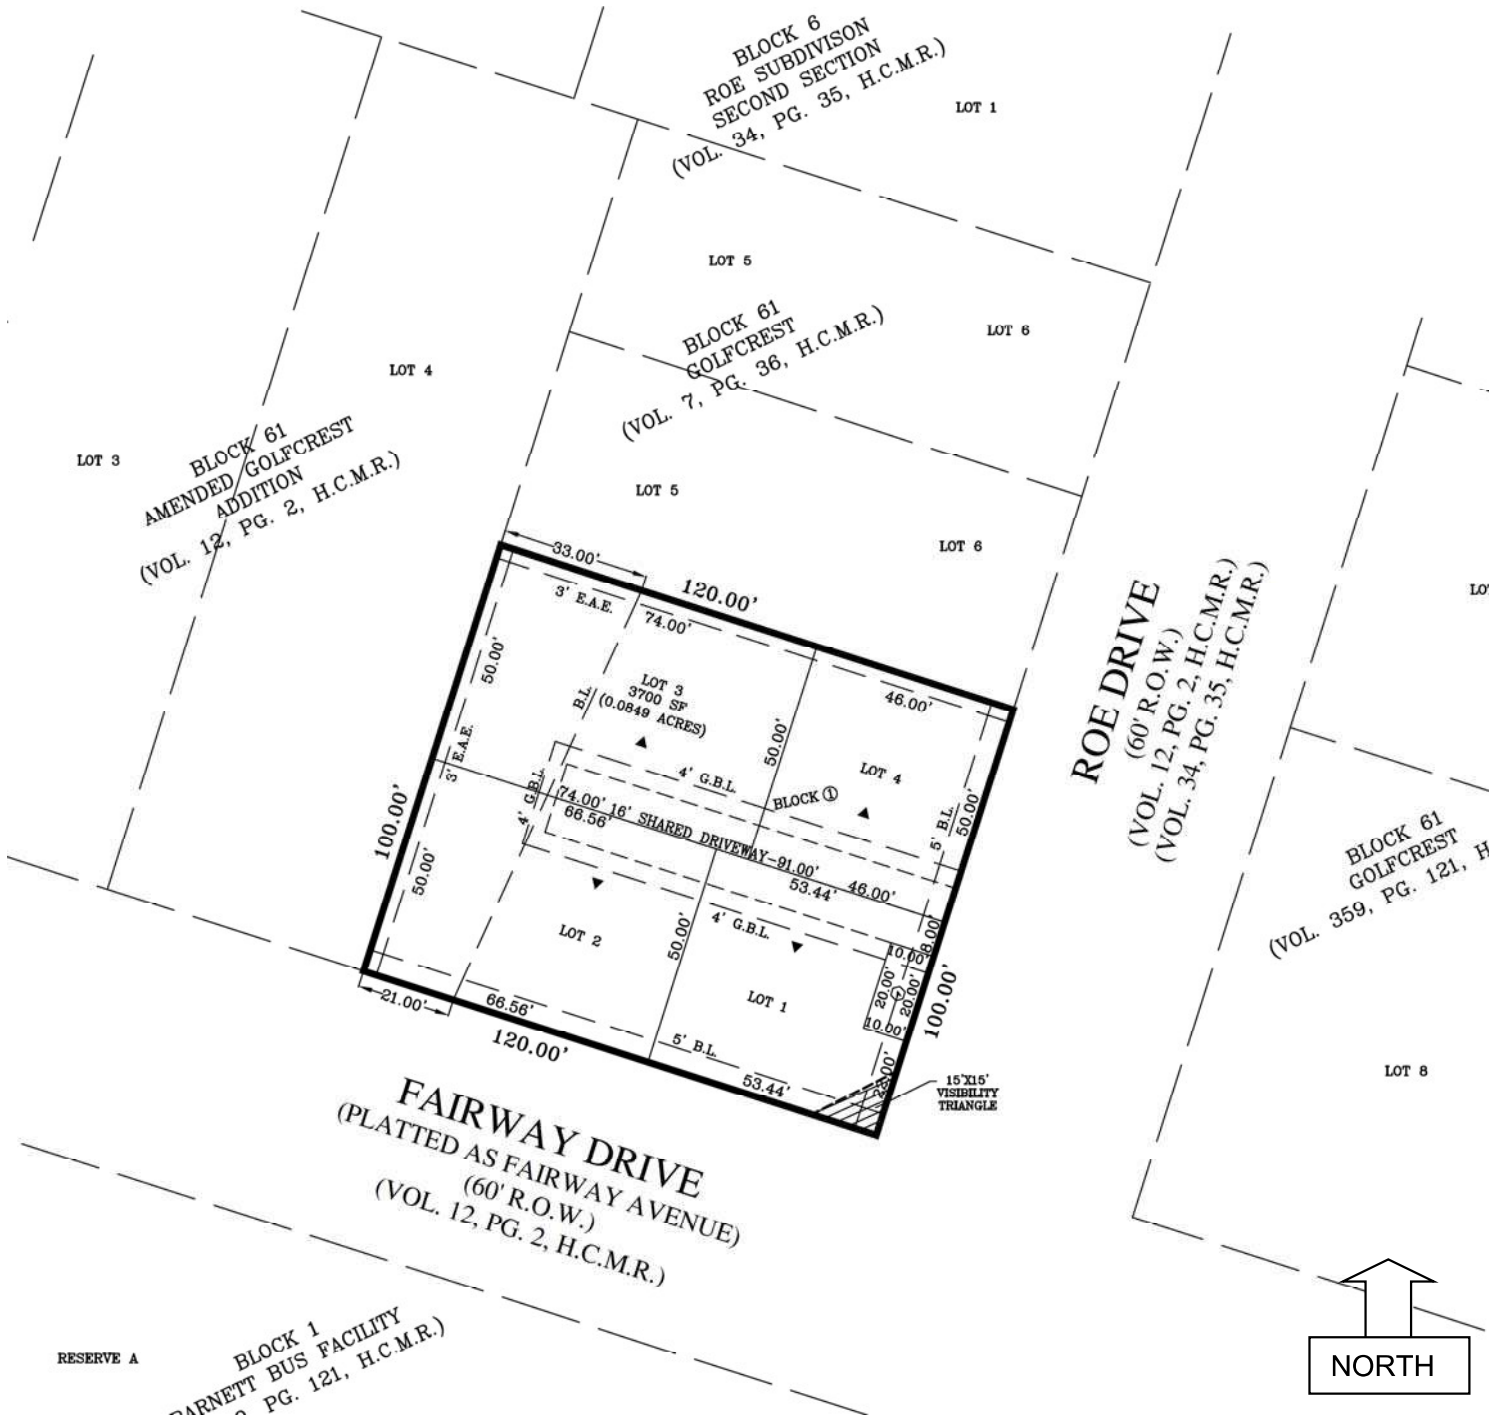 BLOCK 6
ROE SUBDIVISON
SECOND SECTION
(VOL. 34, PG. 35, H.C.M.R.)
LOT 1
LOT 5
LOT 6
BLOCK 61
GOLFCREST
(VOL. 7, PG. 36, H.C.M.R.)
LOT 4
LOT 3
BLOCK 61
AMENDED GOLFCREST
ADDITION
(VOL. 12, PG. 2, H.C.M.R.)
LOT 5
LOT 6
33.00'
120.00'
3' E.A.E.
74.00'
50.00'
B.L.
LOT 3
3700 SF
(0.0849 ACRES)
46.00'
50.00'
3' E.A.E.
4' G.B.L.
LOT 4
BLOCK 1
5' B.L.
50.00'
4' G.B.L.
74.00' 16' SHARED DRIVEWAY-91.00' 46.00'
66.56'
53.44'
100.00'
50.00'
LOT 2
50.00'
4' G.B.L.
LOT 1
8.00'
10.00'
20.00'
20.00'
10.00'
100.00'
22.00'
21.00'
66.56'
120.00'
5' B.L.
53.44'
15'X15'
VISIBILITY
TRIANGLE
ROE DRIVE
(60' R.O.W.)
(VOL. 12, PG. 2, H.C.M.R.)
(VOL. 34, PG. 35, H.C.M.R.)
LOT
BLOCK 61
GOLFCREST
(VOL. 359, PG. 121, H
LOT 8
FAIRWAY DRIVE
(PLATTED AS FAIRWAY AVENUE)
(60' R.O.W.)
(VOL. 12, PG. 2, H.C.M.R.)
RESERVE A
BLOCK 1
BARNETT BUS FACILITY
PG. 121, H.C.M.R.)
NORTH